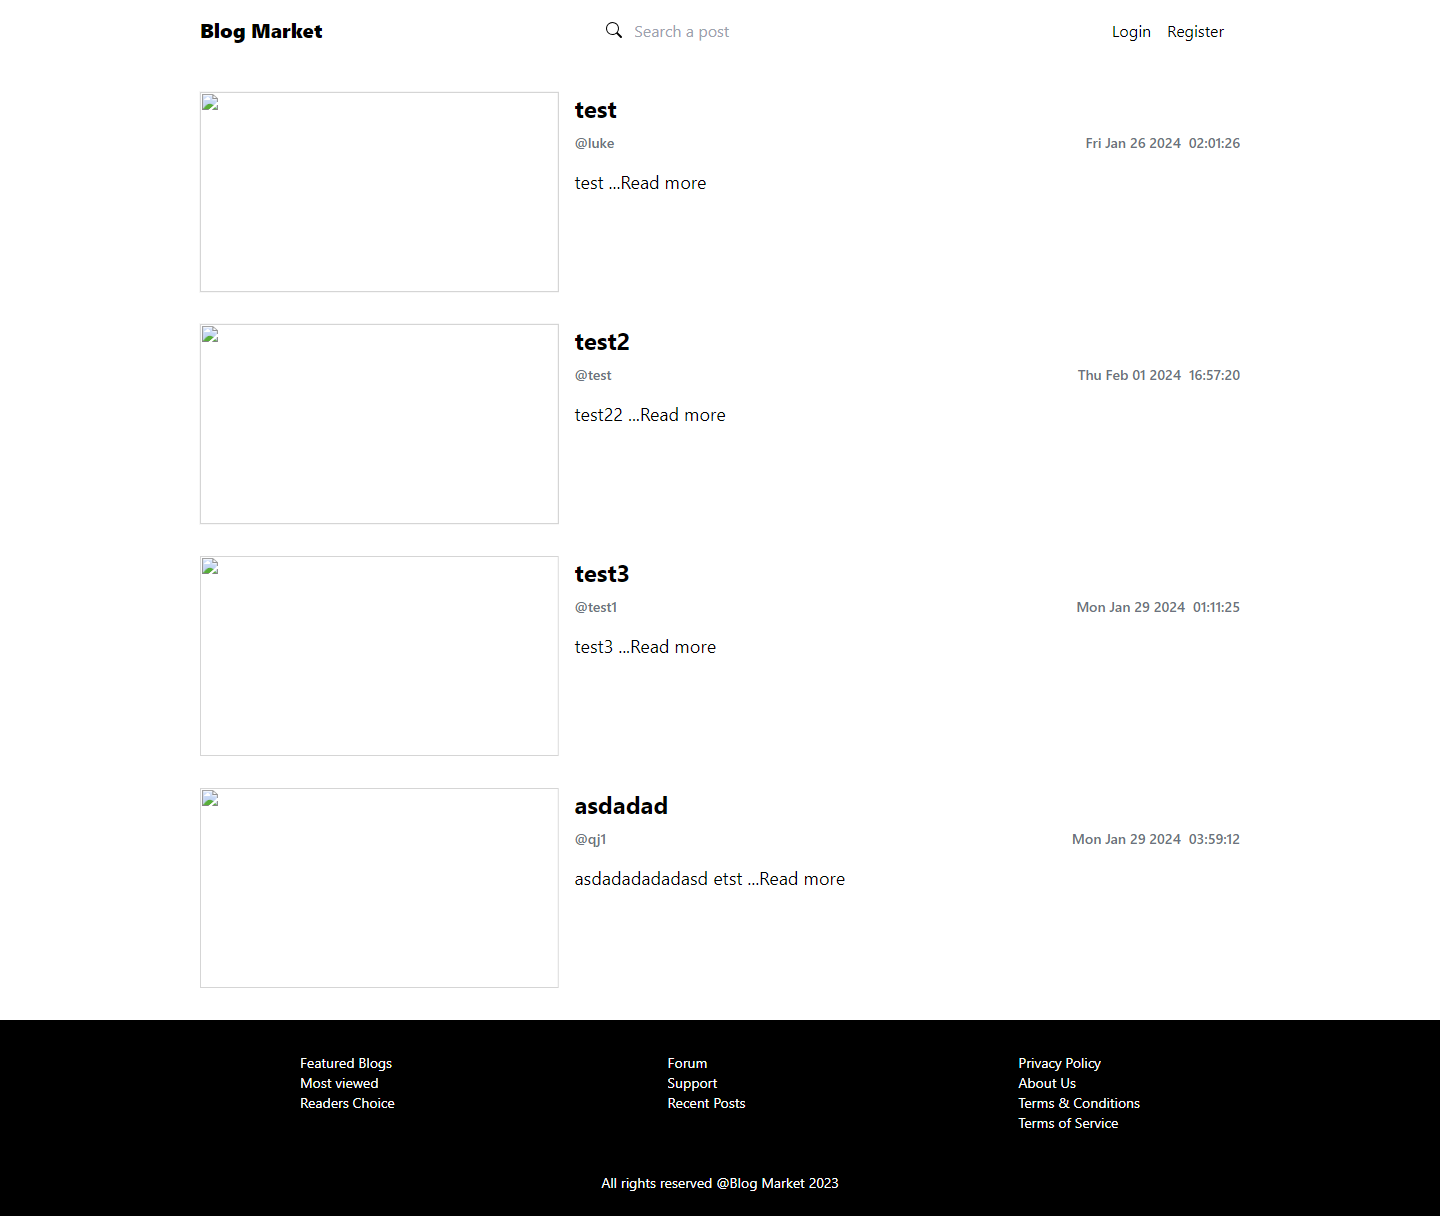 Blog Market
Search a post
Login Register
test
@luke Fri Jan 26 2024 02:01:26
test ...Read more
test2
@test Thu Feb 01 2024 16:57:20
test22 ...Read more
test3
@test1 Mon Jan 29 2024 01:11:25
test3 ...Read more
asdadad
@qj1 Mon Jan 29 2024 03:59:12
asdadadadadasd etst ...Read more
Featured Blogs
Most viewed
Readers Choice
Forum
Support
Recent Posts
Privacy Policy
About Us
Terms & Conditions
Terms of Service
All rights reserved @Blog Market 2023